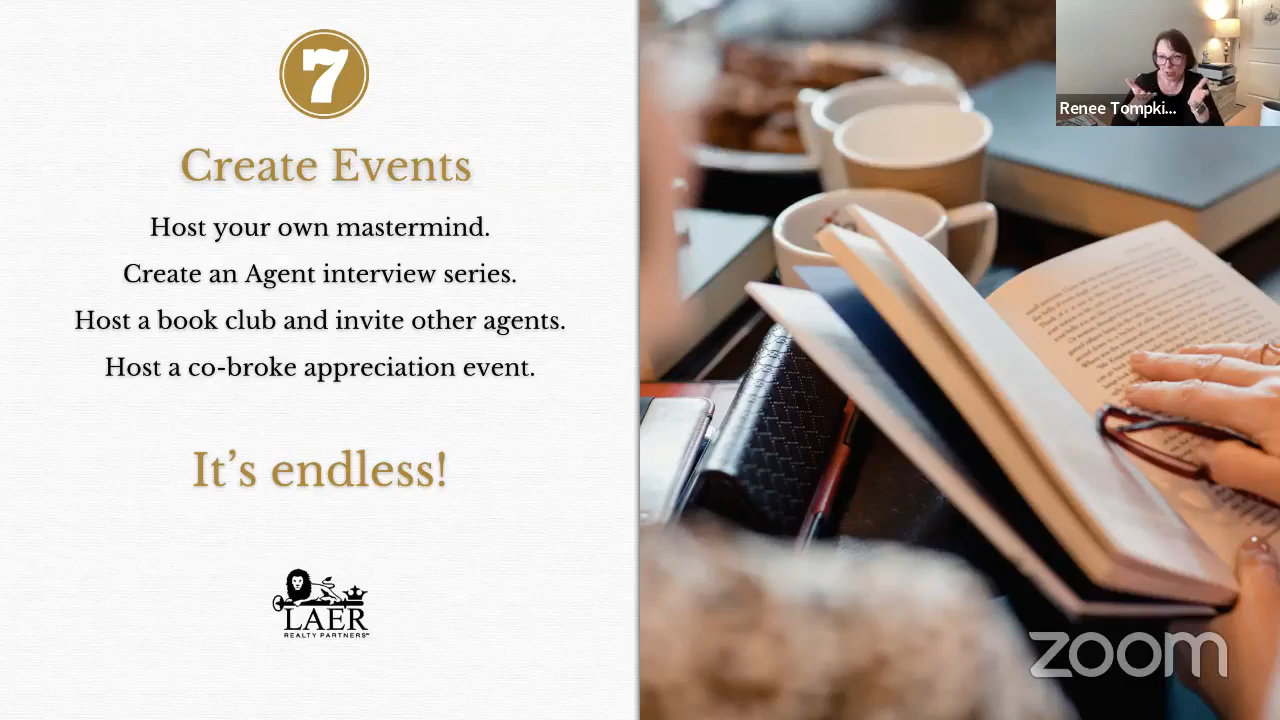 7
Create Events
Host your own mastermind.
Create an Agent interview series.
Host a book club and invite other agents.
Host a co-broke appreciation event.
It’s endless!
LAER
REALTY PARTNERS
Renee Tompki...
zoom